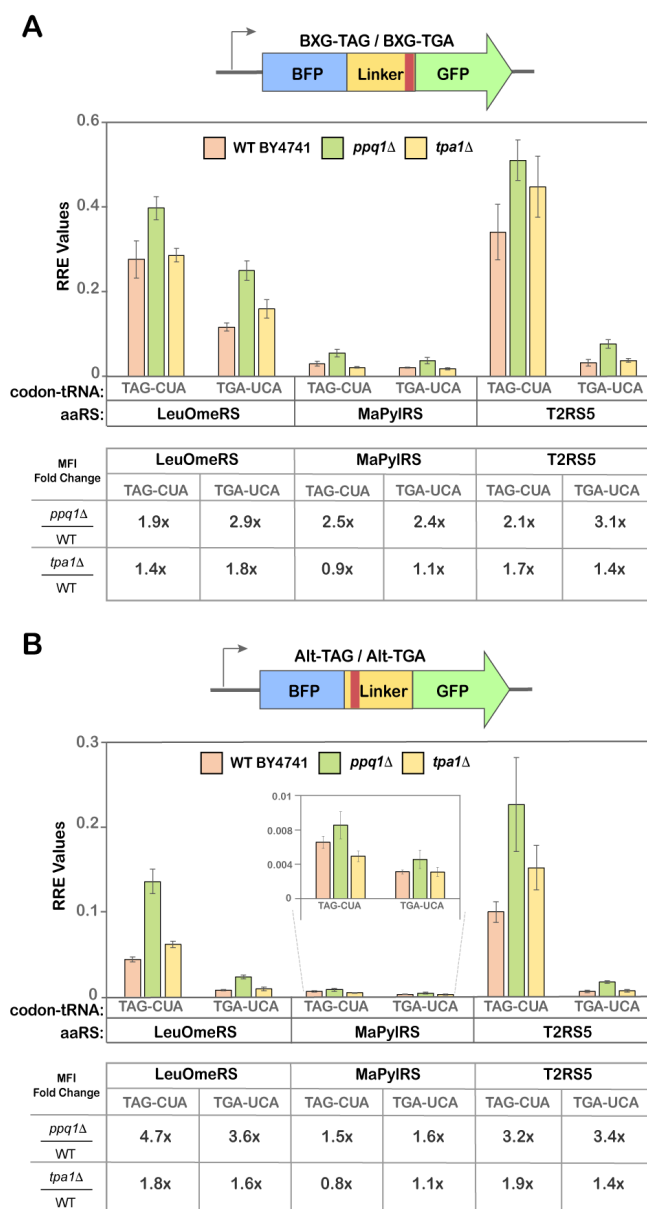 A
BXG-TAG / BXG-TGA
BFP Linker GFP
0.6
WT BY4741 ppq1Δ tpa1Δ
0.4
RRE Values
0.2
0
codon-tRNA: TAG-CUA TGA-UCA TAG-CUA TGA-UCA TAG-CUA TGA-UCA
aaRS: LeuOmeRS MaPylRS T2RS5
MFI Fold Change LeuOmeRS MaPylRS T2RS5
TAG-CUA TGA-UCA TAG-CUA TGA-UCA TAG-CUA TGA-UCA
ppq1Δ
WT
1.9x 2.9x 2.5x 2.4x 2.1x 3.1x
tpa1Δ
WT
1.4x 1.8x 0.9x 1.1x 1.7x 1.4x
B
Alt-TAG / Alt-TGA
BFP Linker GFP
0.3
WT BY4741 ppq1Δ tpa1Δ
0.01
0.008
0.004
0
TAG-CUA TGA-UCA
0.2
RRE Values
0.1
0
codon-tRNA: TAG-CUA TGA-UCA TAG-CUA TGA-UCA TAG-CUA TGA-UCA
aaRS: LeuOmeRS MaPylRS T2RS5
MFI Fold Change LeuOmeRS MaPylRS T2RS5
TAG-CUA TGA-UCA TAG-CUA TGA-UCA TAG-CUA TGA-UCA
ppq1Δ
WT
4.7x 3.6x 1.5x 1.6x 3.2x 3.4x
tpa1Δ
WT
1.8x 1.6x 0.8x 1.1x 1.9x 1.4x